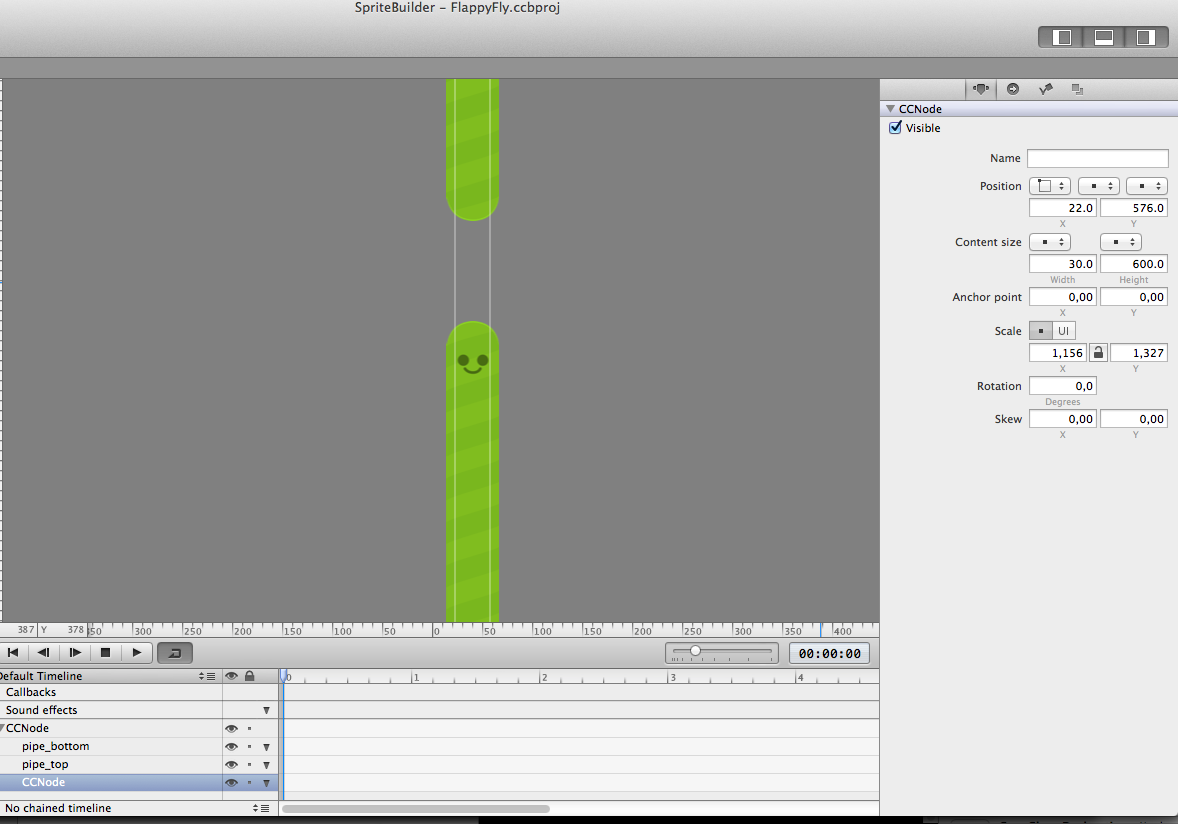 SpriteBuilder – FlappyFly.ccbproj
CCNode
Visible
Name
Position
22.0 576.0
X Y
Content size
30.0 600.0
Width Height
Anchor point 0,00 0,00
X Y
Scale UI
1,156 1,327
X Y
Rotation 0,0
Degrees
Skew 0,00 0,00
X Y
387 Y 378 350 300 250 200 150 100 50 0 50 100 150 200 250 300 350 400
00:00:00
Default Timeline 0 1 2 3 4
Callbacks
Sound effects
CCNode
pipe_bottom
pipe_top
CCNode
No chained timeline